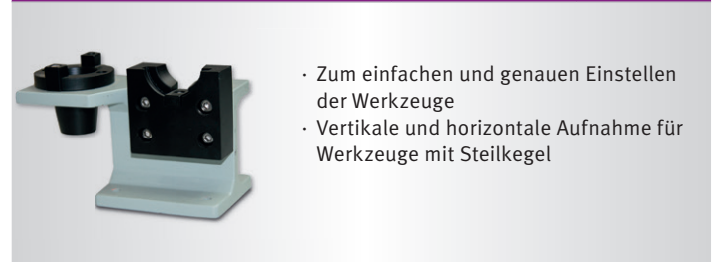 · Zum einfachen und genauen Einstellen
der Werkzeuge
· Vertikale und horizontale Aufnahme für
Werkzeuge mit Steilkegel